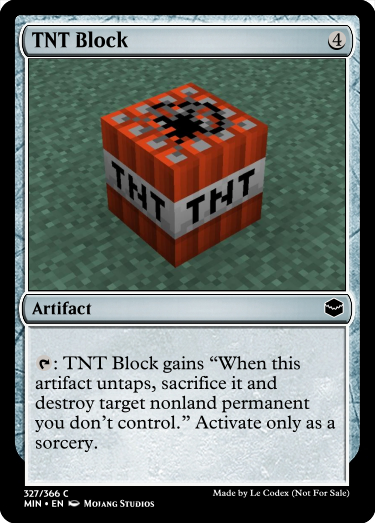 TNT Block 4
TNT TNT
Artifact
: TNT Block gains “When this
artifact untaps, sacrifice it and
destroy target nonland permanent
you don’t control.” Activate only as a
sorcery.
327/366 C
MIN • EN Mojang Studios
Made by Le Codex (Not For Sale)